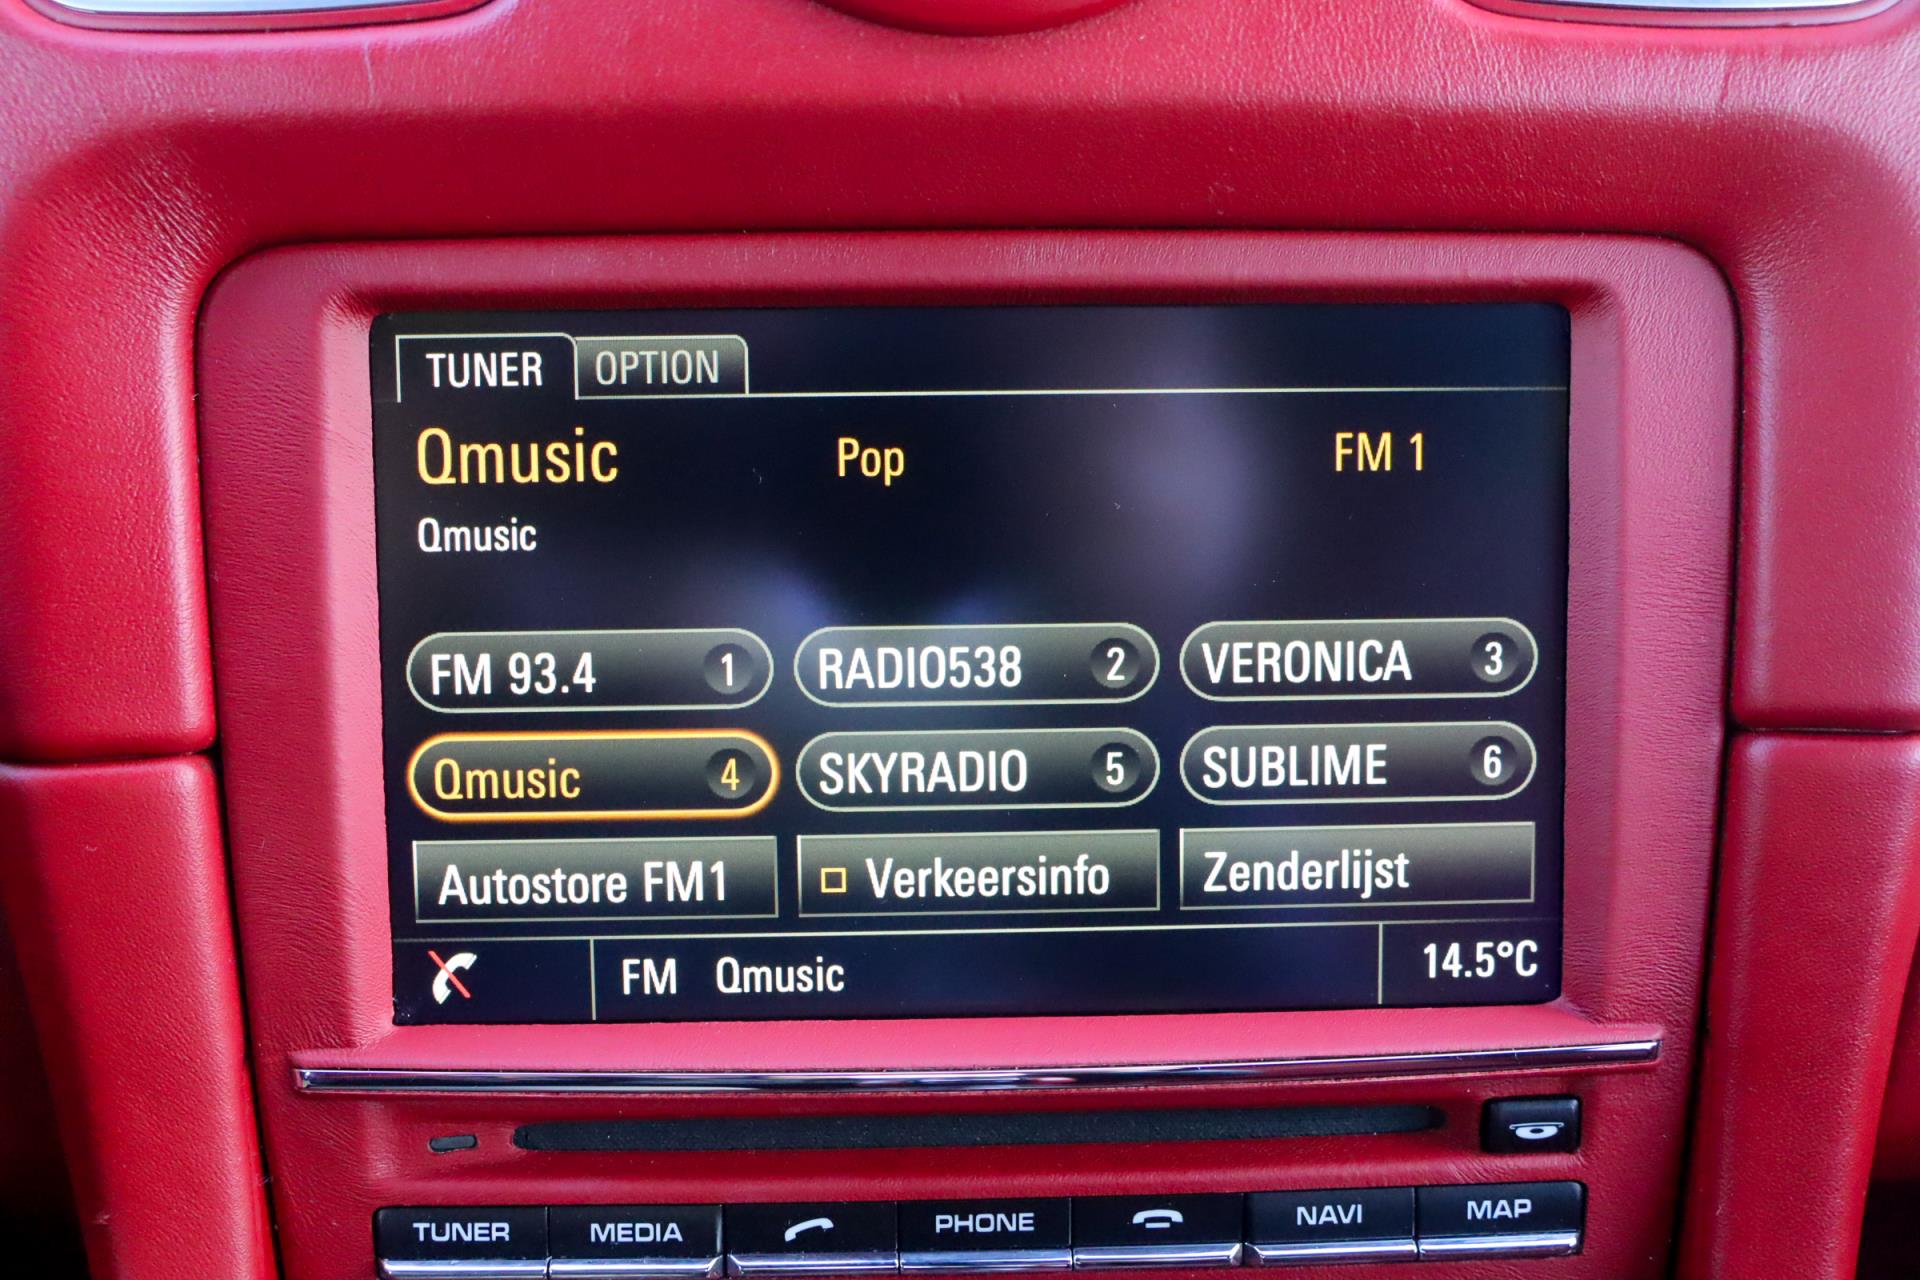 TUNER OPTION
Qmusic Pop FM 1
Qmusic
FM 93.4 1 RADIO538 2 VERONICA 3
Qmusic 4 SKYRADIO 5 SUBLIME 6
Autostore FM1 Verkeersinfo Zenderlijst
FM Qmusic 14.5°C
TUNER MEDIA PHONE NAVI MAP